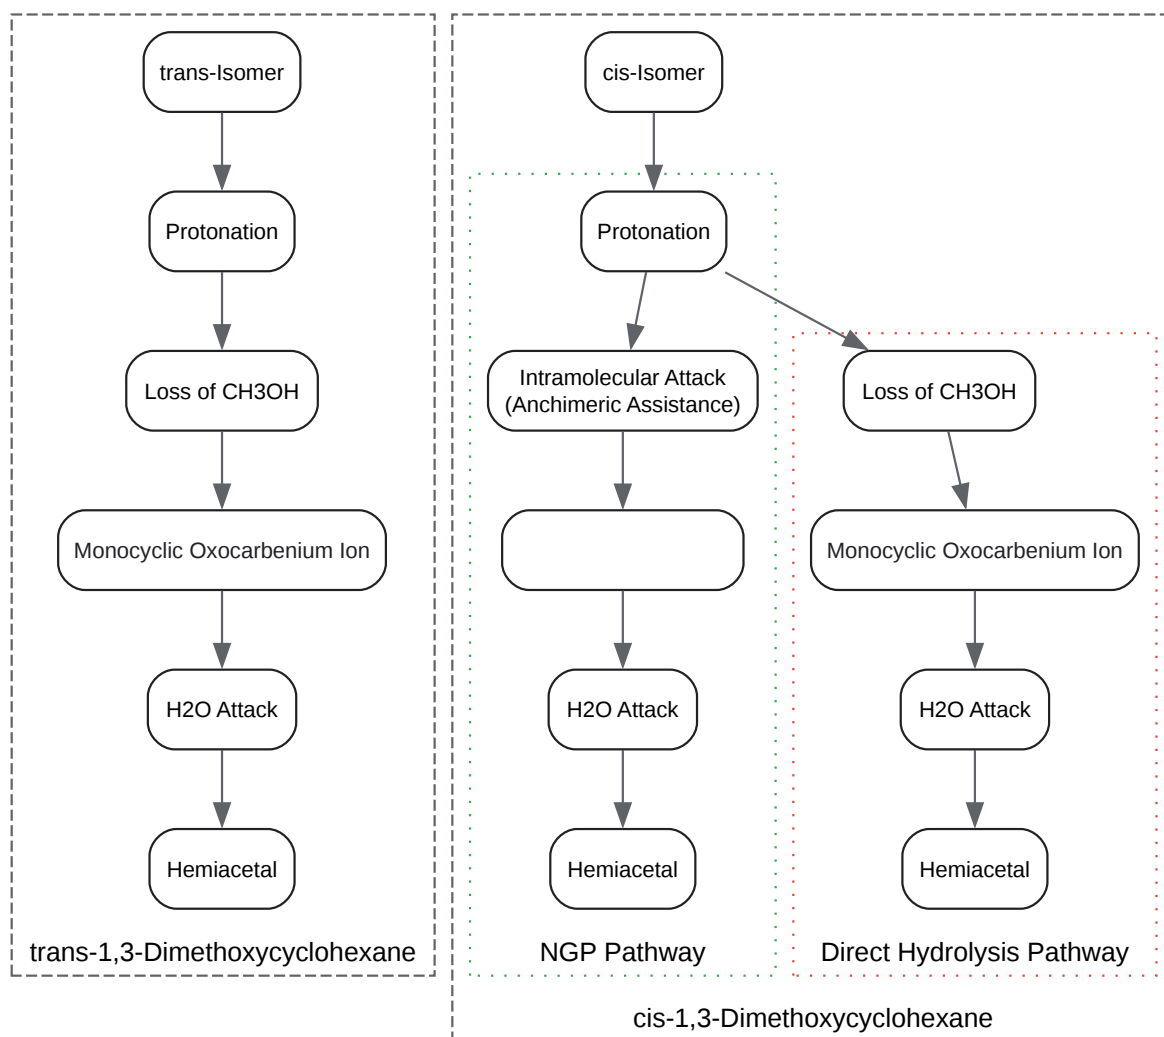 trans-Isomer
Protonation
Loss of CH3OH
Monocyclic Oxocarbenium Ion
H2O Attack
Hemiacetal
trans-1,3-Dimethoxycyclohexane
cis-Isomer
Protonation
Intramolecular Attack
(Anchimeric Assistance)
H2O Attack
Hemiacetal
NGP Pathway
Loss of CH3OH
Monocyclic Oxocarbenium Ion
H2O Attack
Hemiacetal
Direct Hydrolysis Pathway
cis-1,3-Dimethoxycyclohexane